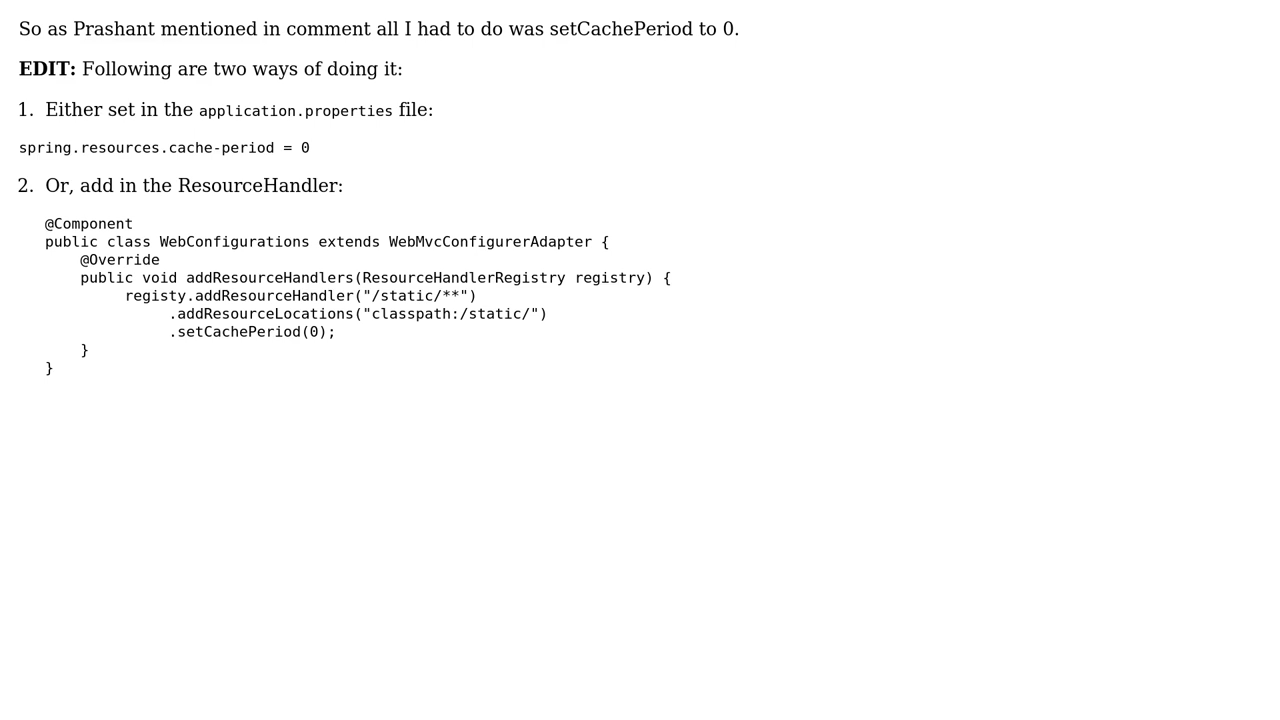 So as Prashant mentioned in comment all I had to do was setCachePeriod to 0.
EDIT: Following are two ways of doing it:
1. Either set in the application.properties file:
spring.resources.cache-period = 0
2. Or, add in the ResourceHandler:
@Component
public class WebConfigurations extends WebMvcConfigurerAdapter {
    @Override
    public void addResourceHandlers(ResourceHandlerRegistry registry) {
         registy.addResourceHandler("/static/**")
              .addResourceLocations("classpath:/static/")
              .setCachePeriod(0);
    }
}